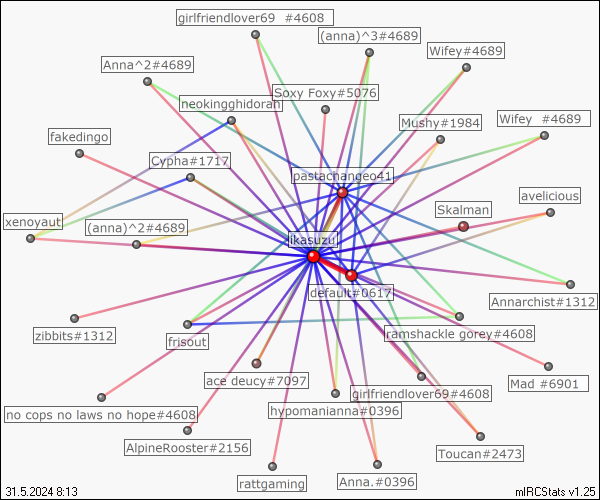 girlfriendlover69 #4608
(anna)^3#4689
Wifey#4689
Anna^2#4689
Soxy Foxy#5076
neokingghidorah
Mushy#1984
Wifey #4689
fakedingo
Cypha#1717
pastachangeo41
avelicious
Skalman
xenoyaut
(anna)^2#4689
ikasuzu
default#0617
Annarchist#1312
zibbits#1312
frisout
ramshackle gorey#4608
ace deucy#7097
Mad #6901
girlfriendlover69#4608
no cops no laws no hope#4608
hypomanianna#0396
AlpineRooster#2156
Toucan#2473
rattgaming
Anna.#0396
31.5.2024 8:13
mIRCStats v1.25